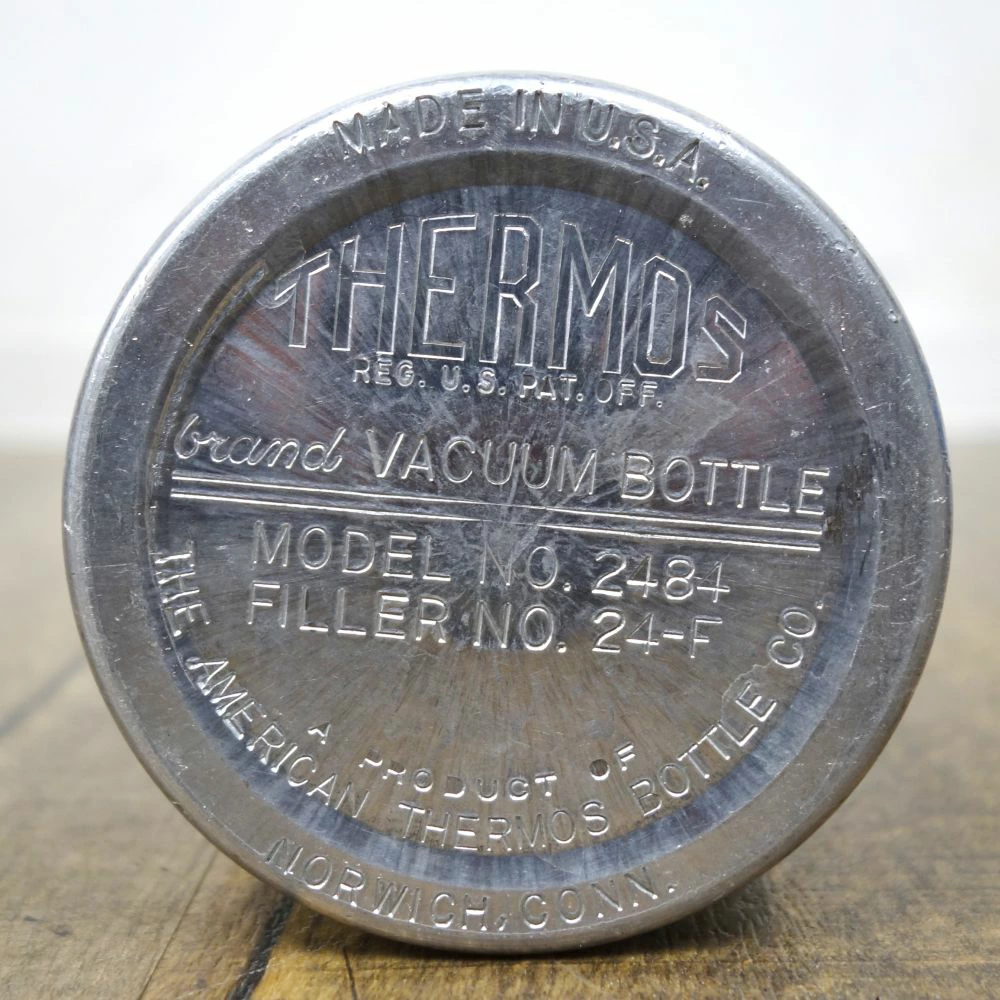 MADE IN U.S.A.
THERMOS
REG. U.S. PAT. OFF.
brand VACUUM BOTTLE
MODEL NO. 2484
FILLER NO. 24-F
A PRODUCT OF
THE AMERICAN THERMOS BOTTLE CO.
NORWICH, CONN.